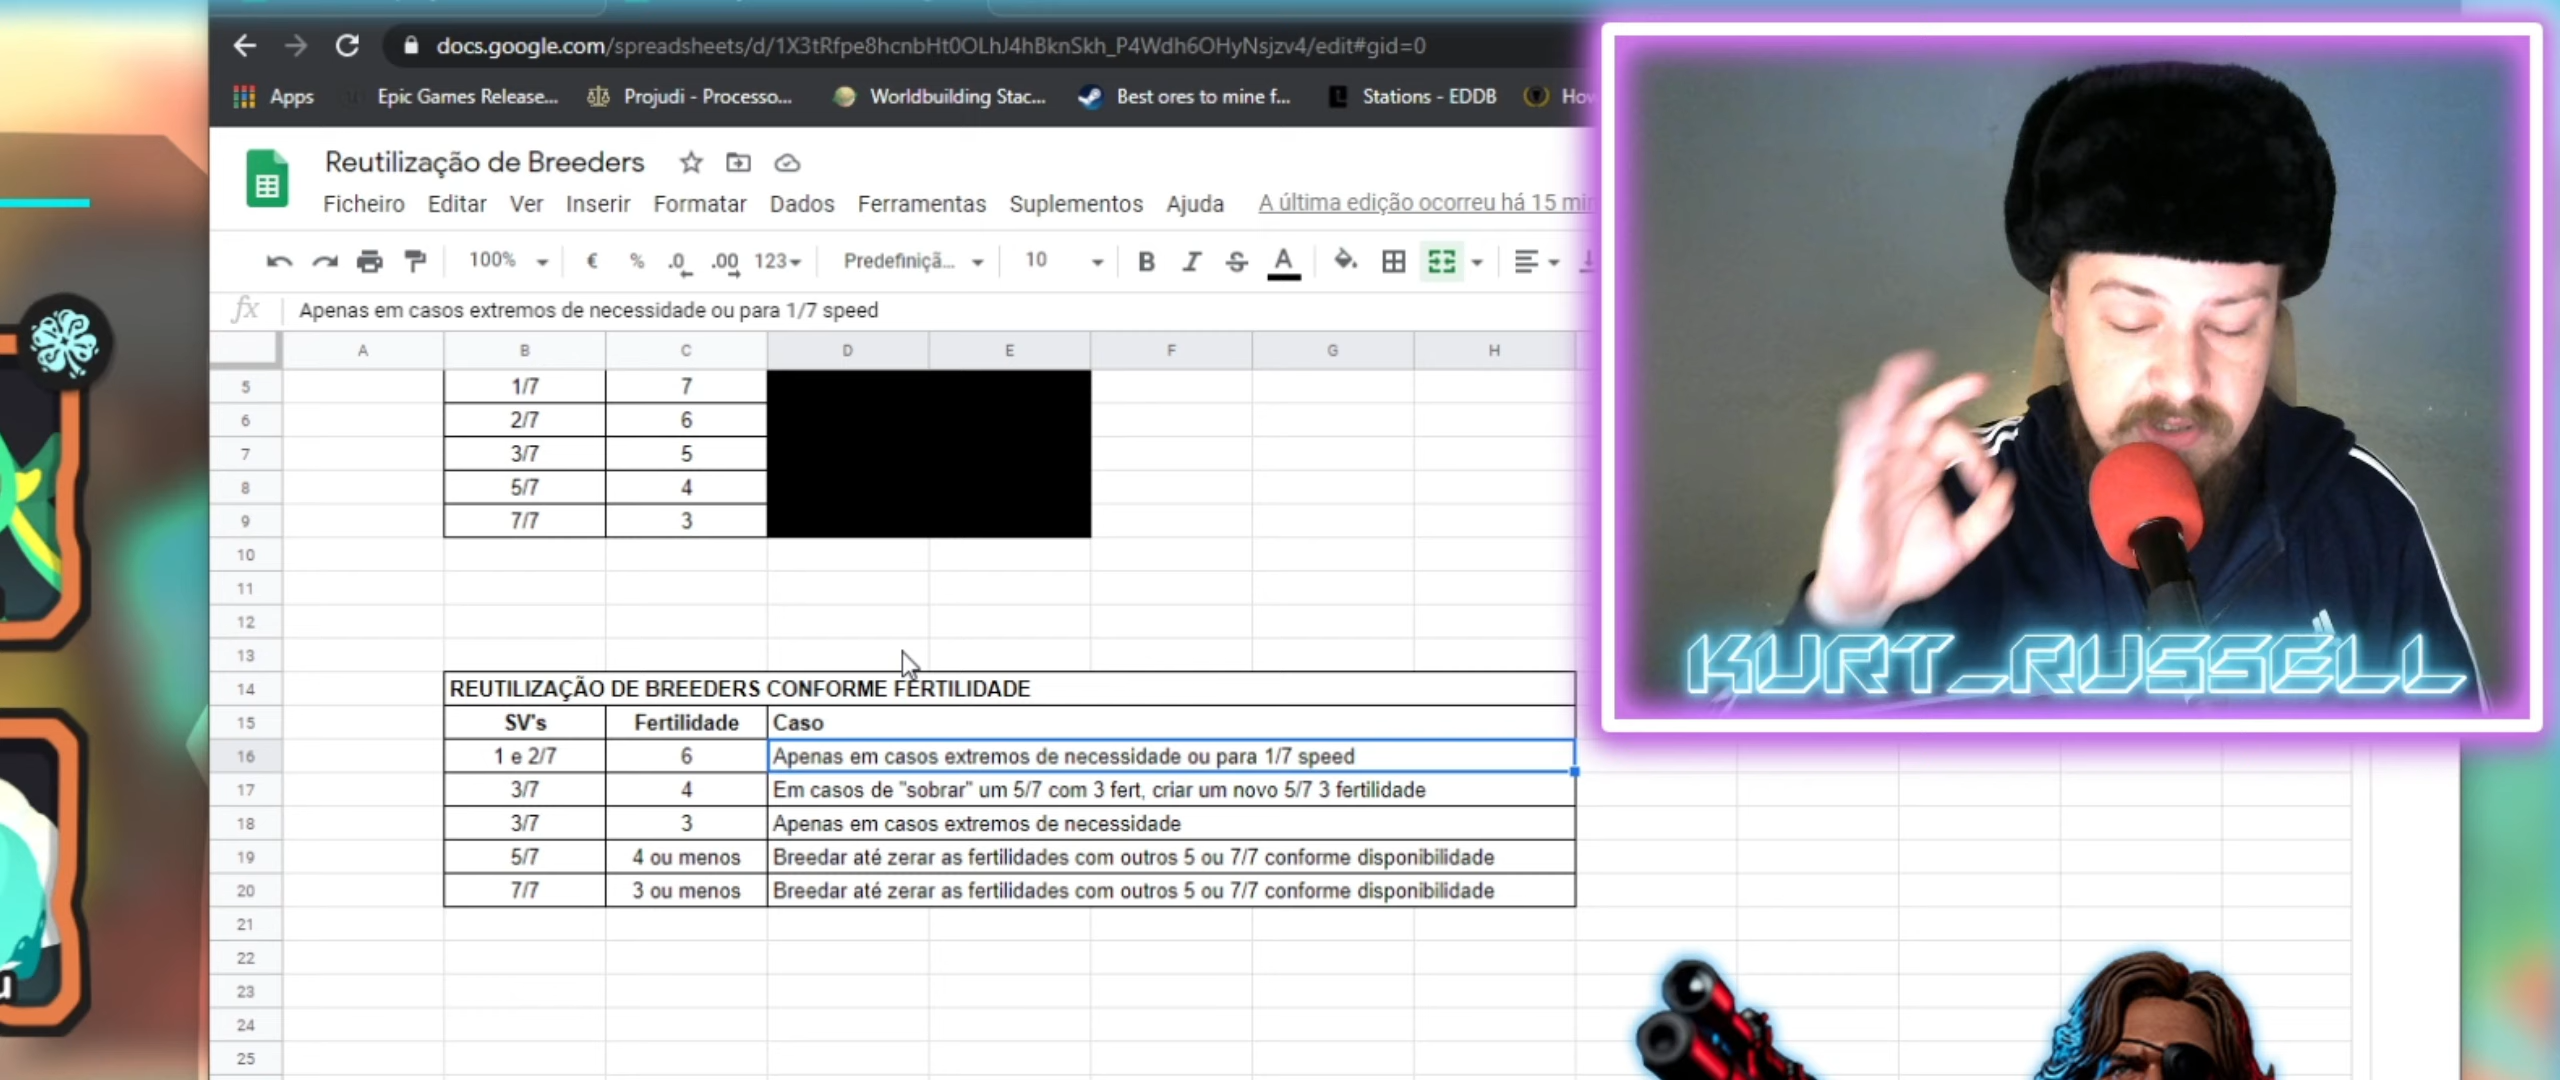 docs.google.com/spreadsheets/d/1X3tRfpe8hcnbHt0OLhJ4hBknSkh_P4Wdh6OHyNsjzv4/edit#gid=0
Apps Epic Games Release... Projudi - Processo... Worldbuilding Stac... Best ores to mine f... Stations - EDDB How
Reutilização de Breeders
Ficheiro Editar Ver Inserir Formatar Dados Ferramentas Suplementos Ajuda A última edição ocorreu há 15 min
100% € % .0 .00 123 Predefiniçã... 10 B I S A
fx Apenas em casos extremos de necessidade ou para 1/7 speed
A B C D E F G H
5 1/7 7
6 2/7 6
7 3/7 5
8 5/7 4
9 7/7 3
10
11
12
13
14 REUTILIZAÇÃO DE BREEDERS CONFORME FERTILIDADE
15 SV's Fertilidade Caso
16 1 e 2/7 6 Apenas em casos extremos de necessidade ou para 1/7 speed
17 3/7 4 Em casos de "sobrar" um 5/7 com 3 fert, criar um novo 5/7 3 fertilidade
18 3/7 3 Apenas em casos extremos de necessidade
19 5/7 4 ou menos Breedar até zerar as fertilidades com outros 5 ou 7/7 conforme disponibilidade
20 7/7 3 ou menos Breedar até zerar as fertilidades com outros 5 ou 7/7 conforme disponibilidade
21
22
23
24
25
KURT_RUSSELL